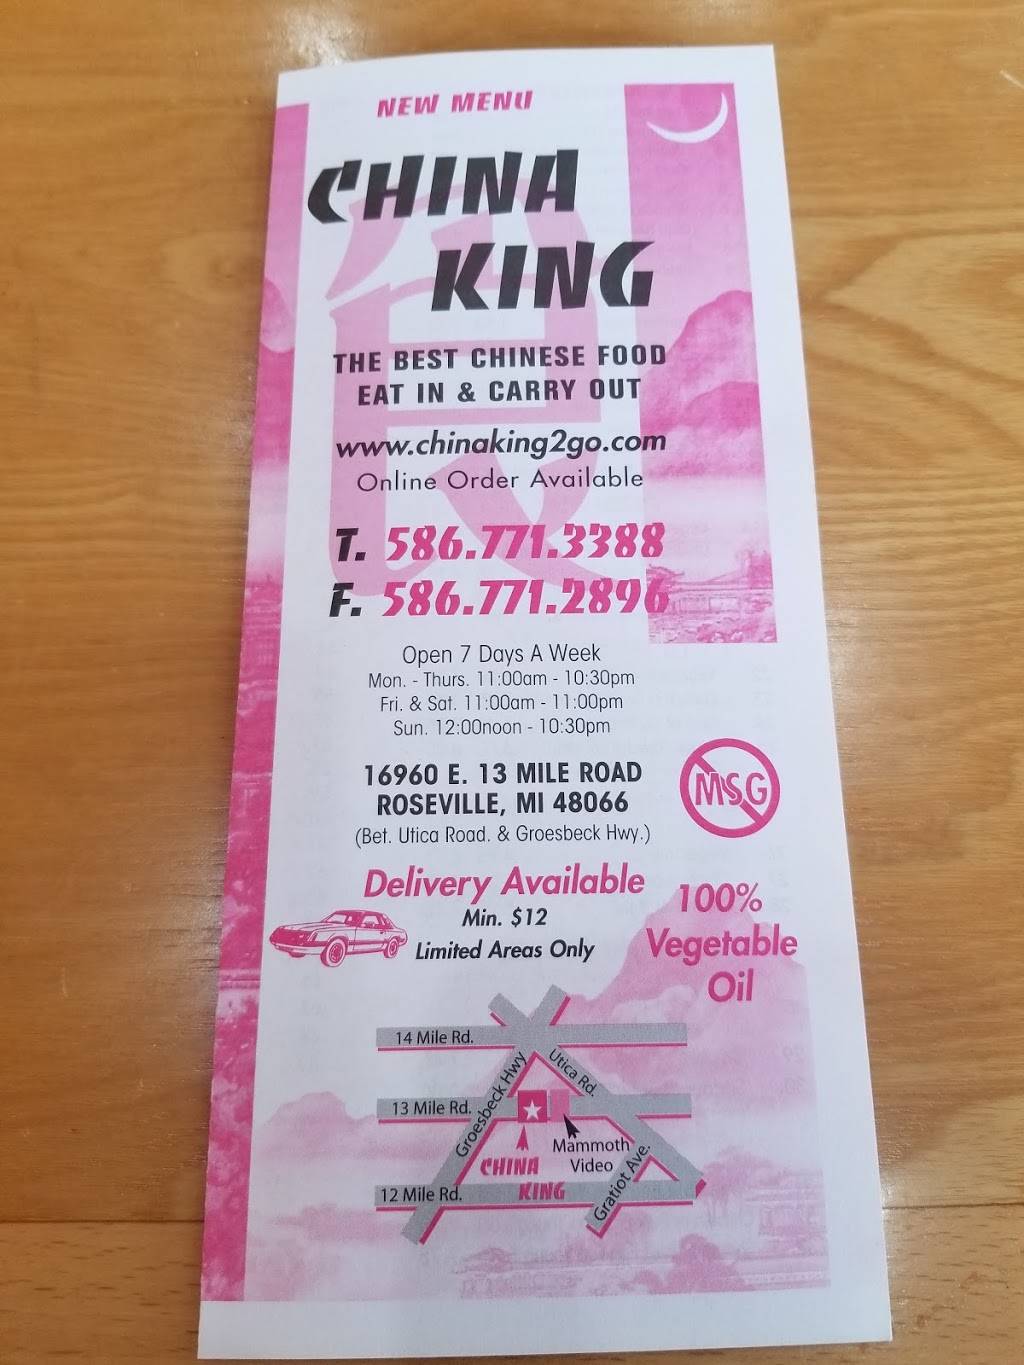 NEW MENU
CHINA
KING
THE BEST CHINESE FOOD
EAT IN & CARRY OUT
www.chinaking2go.com
Online Order Available
T. 586.771.3388
F. 586.771.2896
Open 7 Days A Week
Mon. - Thurs. 11:00am - 10:30pm
Fri. & Sat. 11:00am - 11:00pm
Sun. 12:00noon - 10:30pm
16960 E. 13 MILE ROAD
ROSEVILLE, MI 48066
(Bet. Utica Road. & Groesbeck Hwy.)
MSG
Delivery Available
Min. $12
Limited Areas Only
100%
Vegetable
Oil
14 Mile Rd.
Groesbeck Hwy
Utica Rd.
13 Mile Rd.
Mammoth
Video
CHINA
KING
12 Mile Rd.
Gratiot Ave.